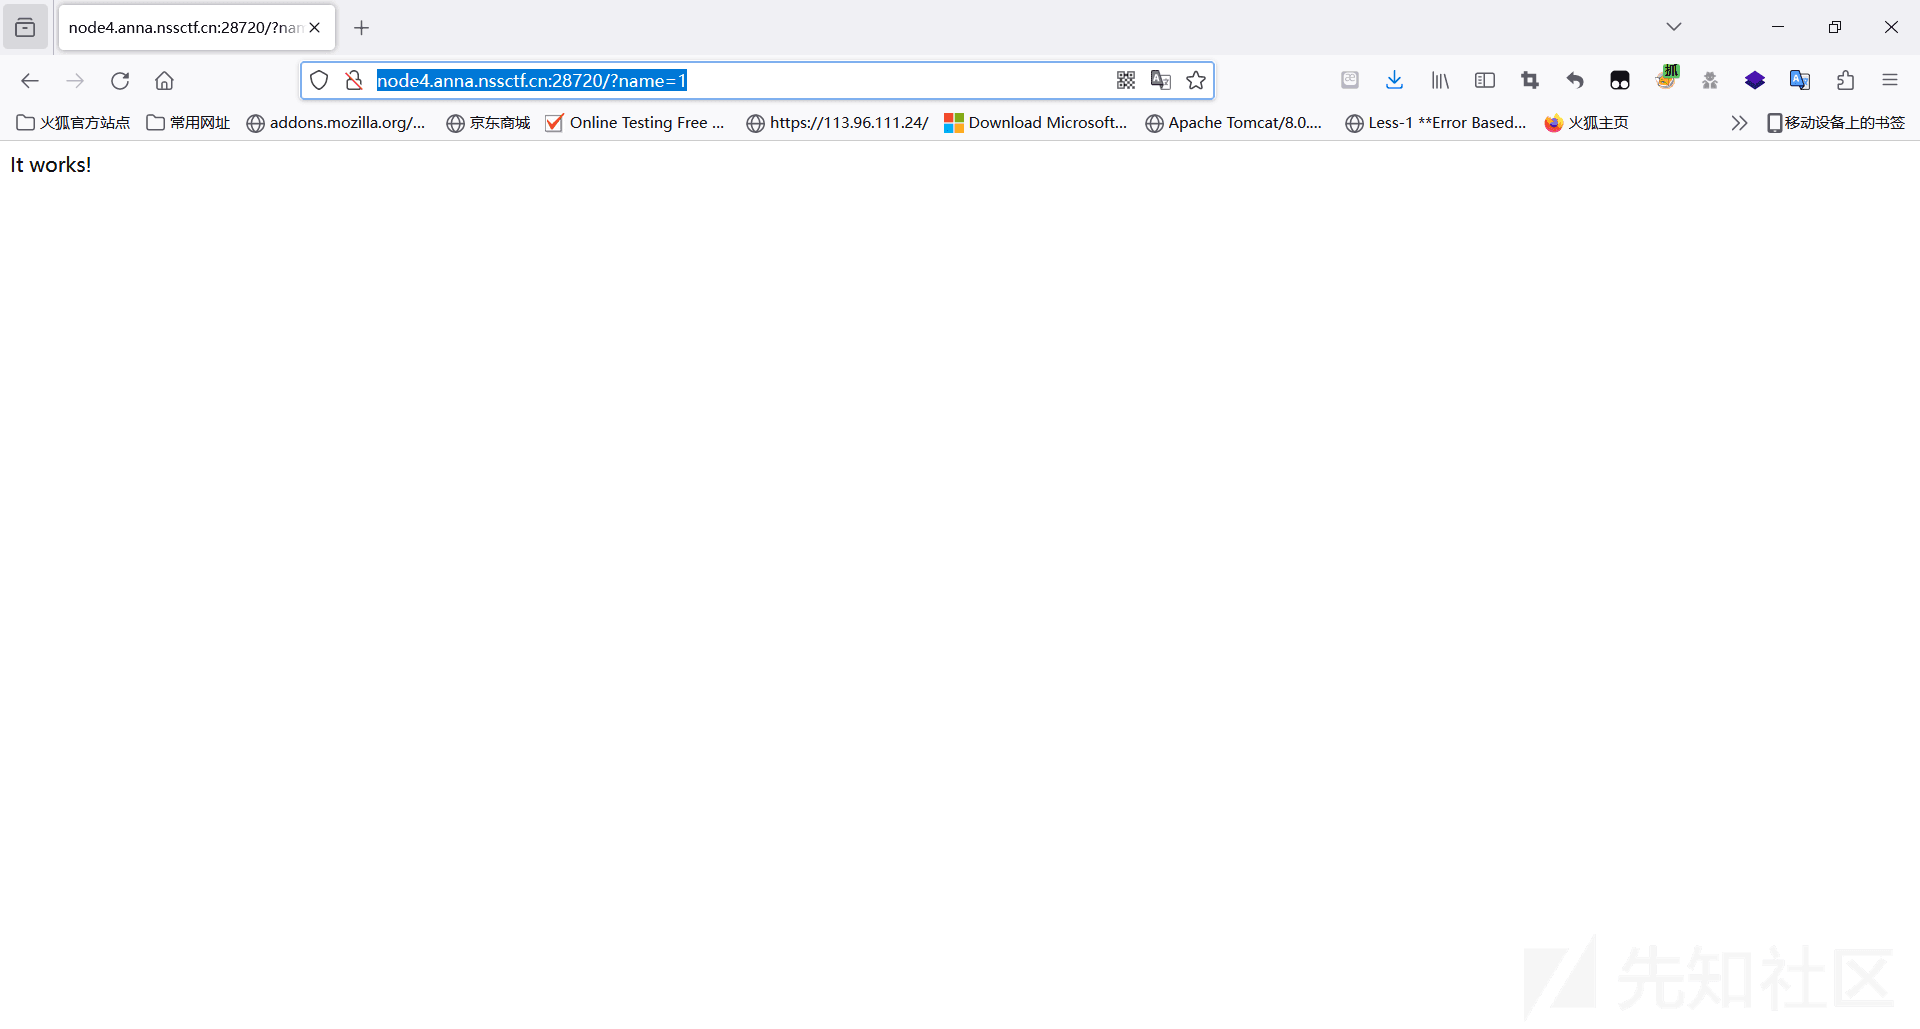 node4.anna.nssctf.cn:28720/?nam
node4.anna.nssctf.cn:28720/?name=1
抓
火狐官方站点 常用网址 addons.mozilla.org/... 京东商城 Online Testing Free ... https://113.96.111.24/ Download Microsoft... Apache Tomcat/8.0.... Less-1 **Error Based... 火狐主页 移动设备上的书签
It works!
先知社区